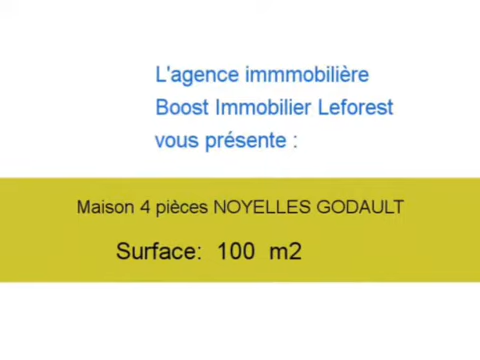 L'agence immmobilière
Boost Immobilier Leforest
vous présente :
Maison 4 pièces NOYELLES GODAULT
Surface: 100 m2